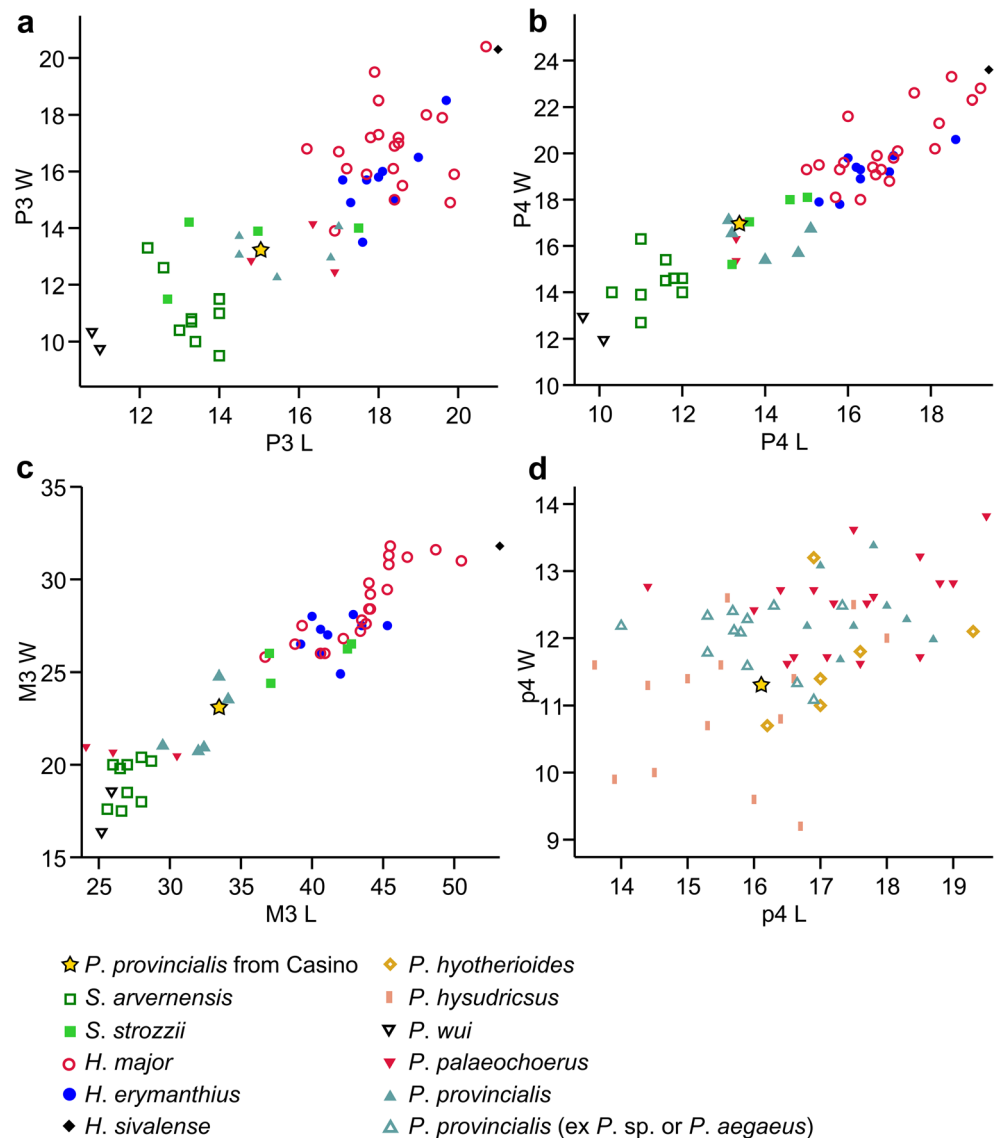 a
20
18
16
14
12
10
P3 W
12
14
16
18
20
P3 L
b
24
22
20
18
16
14
12
10
P4 W
10
12
14
16
18
P4 L
c
35
30
25
20
15
M3 W
25
30
35
40
45
50
M3 L
d
14
13
12
11
10
9
p4 W
14
15
16
17
18
19
p4 L
P. provincialis from Casino
S. arvernensis
S. strozzii
H. major
H. erymanthius
H. sivalense
P. hyotherioides
P. hysudricsus
P. wui
P. palaeochoerus
P. provincialis
P. provincialis (ex P. sp. or P. aegaeus)